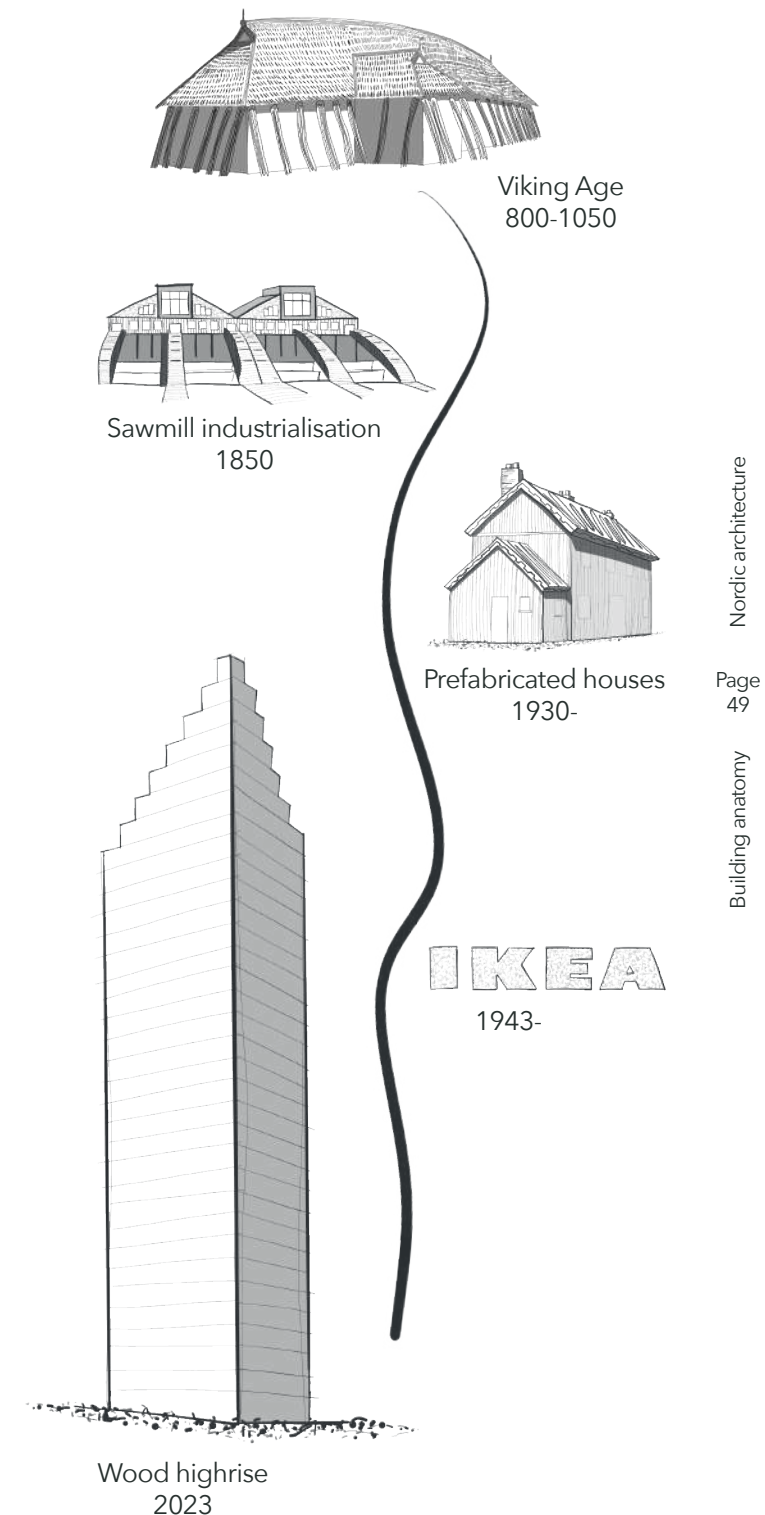 Viking Age
800-1050
Sawmill industrialisation
1850
Prefabricated houses
1930-
IKEA
1943-
Wood highrise
2023
Nordic architecture
Page
49
Building anatomy